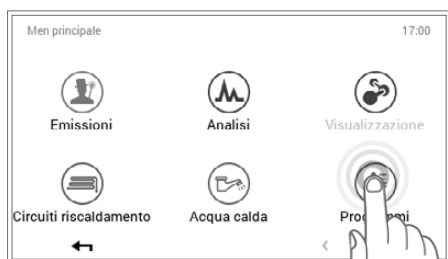 Men principale 17:00
Emissioni Analisi Visualizzazione
Circuiti riscaldamento Acqua calda